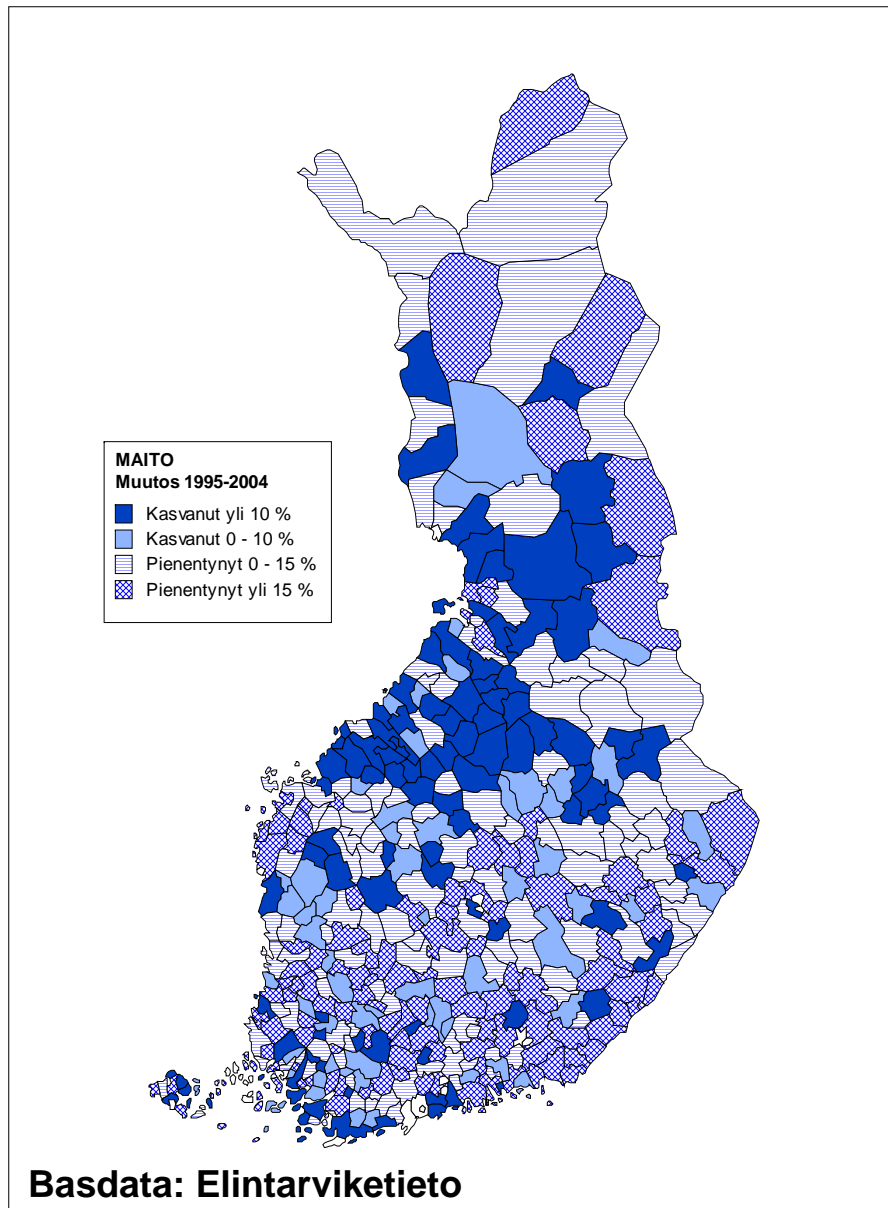 MAITO
Muutos 1995-2004
Kasvanut yli 10 %
Kasvanut 0 - 10 %
Pienentynyt 0 - 15 %
Pienentynyt yli 15 %
Basdata: Elintarviketieto